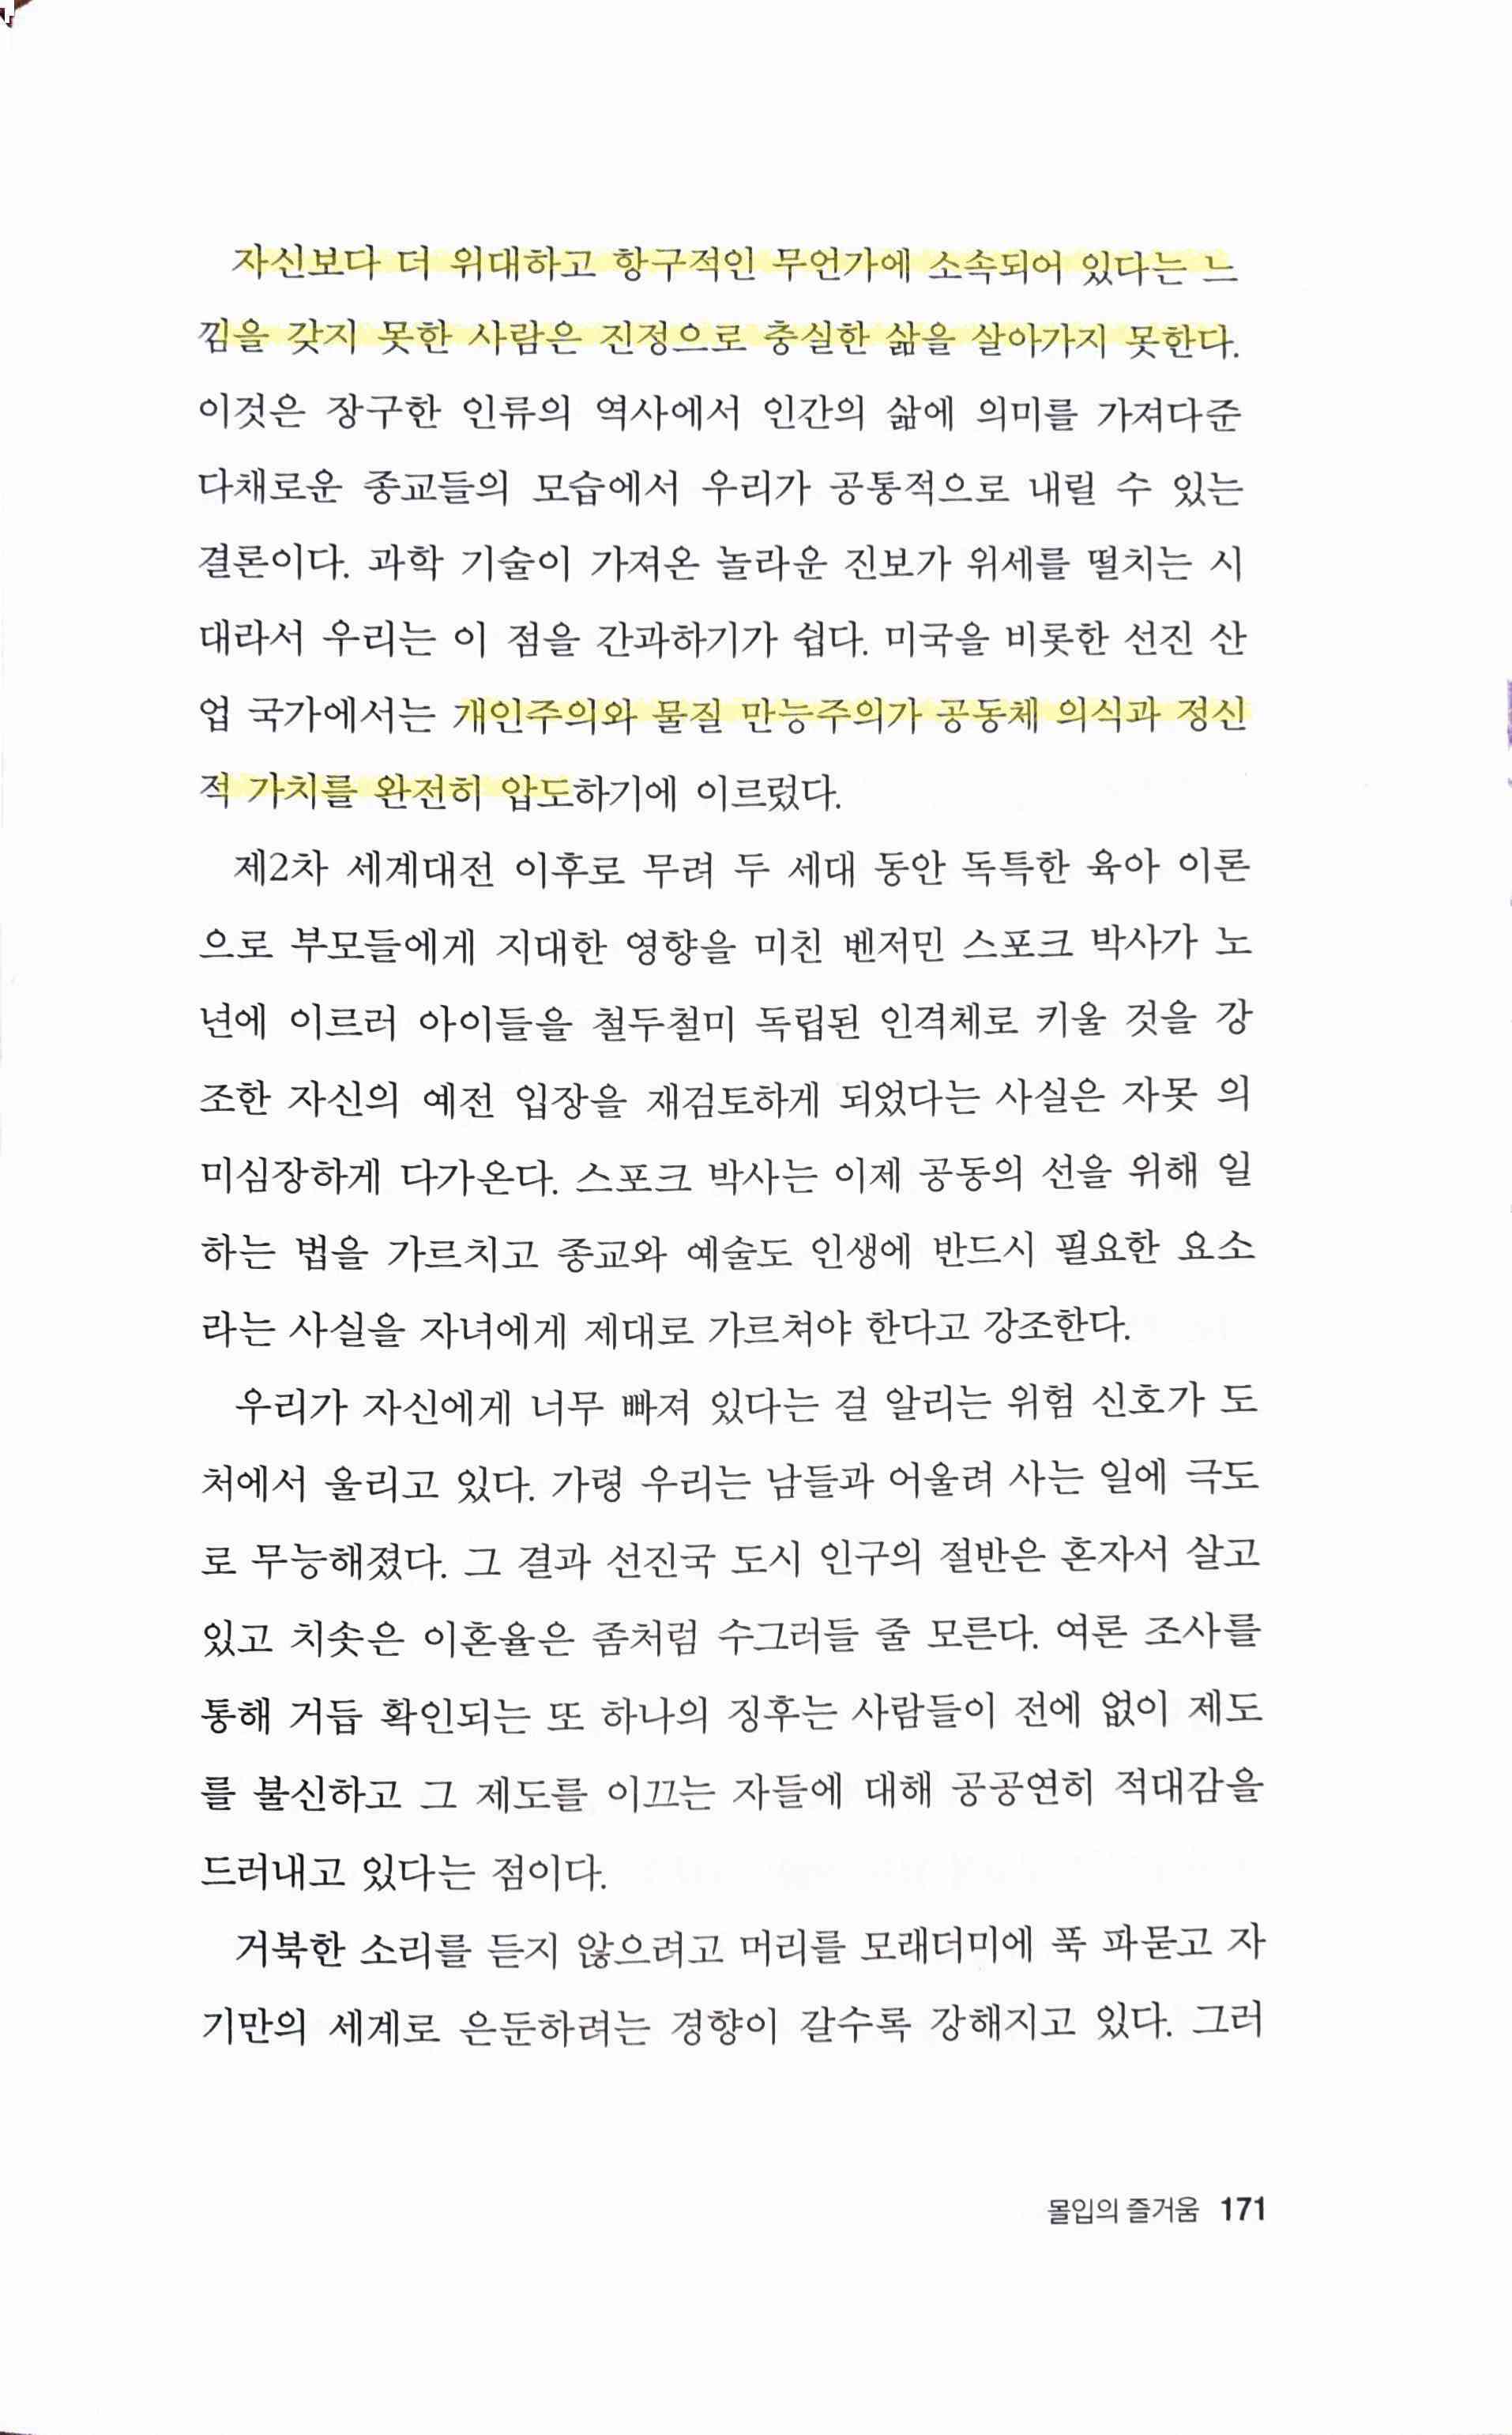 자신보다 더 위대하고 항구적인 무언가에 소속되어 있다는 느
낌을 갖지 못한 사람은 진정으로 충실한 삶을 살아가지 못한다.
이것은 장구한 인류의 역사에서 인간의 삶에 의미를 가져다준
다채로운 종교들의 모습에서 우리가 공통적으로 내릴 수 있는
결론이다. 과학 기술이 가져온 놀라운 진보가 위세를 떨치는 시
대라서 우리는 이 점을 간과하기가 쉽다. 미국을 비롯한 선진 산
업 국가에서는 개인주의와 물질 만능주의가 공동체 의식과 정신
적 가치를 완전히 압도하기에 이르렀다.
제2차 세계대전 이후로 무려 두 세대 동안 독특한 육아 이론
으로 부모들에게 지대한 영향을 미친 벤저민 스포크 박사가 노
년에 이르러 아이들을 철두철미 독립된 인격체로 키울 것을 강
조한 자신의 예전 입장을 재검토하게 되었다는 사실은 자못 의
미심장하게 다가온다. 스포크 박사는 이제 공동의 선을 위해 일
하는 법을 가르치고 종교와 예술도 인생에 반드시 필요한 요소
라는 사실을 자녀에게 제대로 가르쳐야 한다고 강조한다.
우리가 자신에게 너무 빠져 있다는 걸 알리는 위험 신호가 도
처에서 울리고 있다. 가령 우리는 남들과 어울려 사는 일에 극도
로 무능해졌다. 그 결과 선진국 도시 인구의 절반은 혼자서 살고
있고 치솟은 이혼율은 좀처럼 수그러들 줄 모른다. 여론 조사를
통해 거듭 확인되는 또 하나의 징후는 사람들이 전에 없이 제도
를 불신하고 그 제도를 이끄는 자들에 대해 공공연히 적대감을
드러내고 있다는 점이다.
거북한 소리를 듣지 않으려고 머리를 모래더미에 푹 파묻고 자
기만의 세계로 은둔하려는 경향이 갈수록 강해지고 있다. 그러
몰입의 즐거움 171